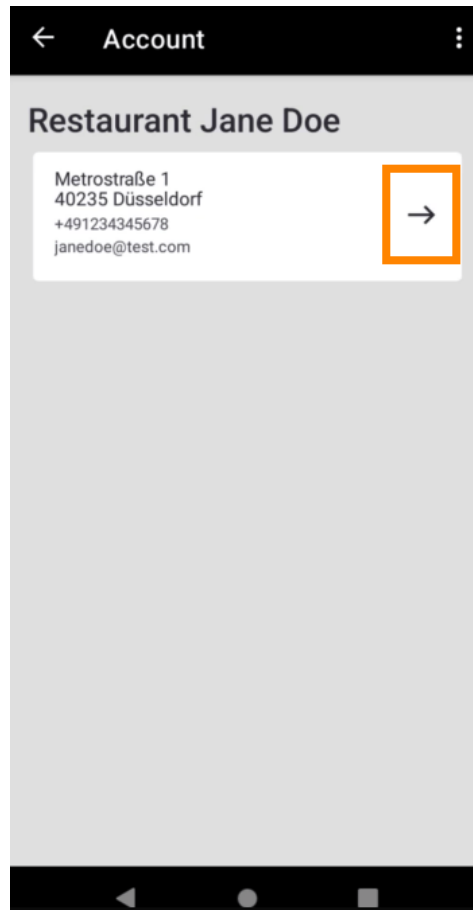 Account
Restaurant Jane Doe
Metrostraße 1
40235 Düsseldorf
+491234345678
janedoe@test.com